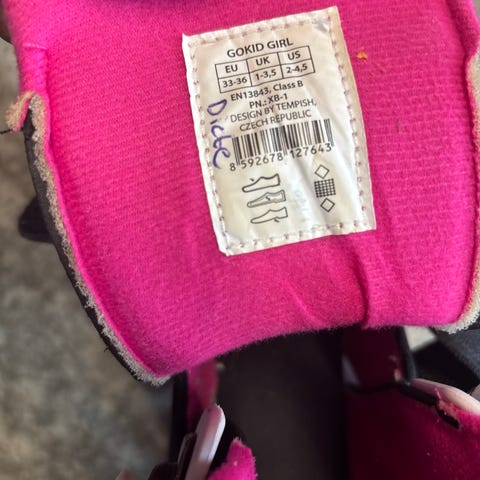 GOKID GIRL
EU UK US
33-36 1-3,5 2-4,5
EN13843, Class B
PN.: XB-1
DESIGN BY TEMPISH,
CZECH REPUBLIC
8 592678 127643
Dicte